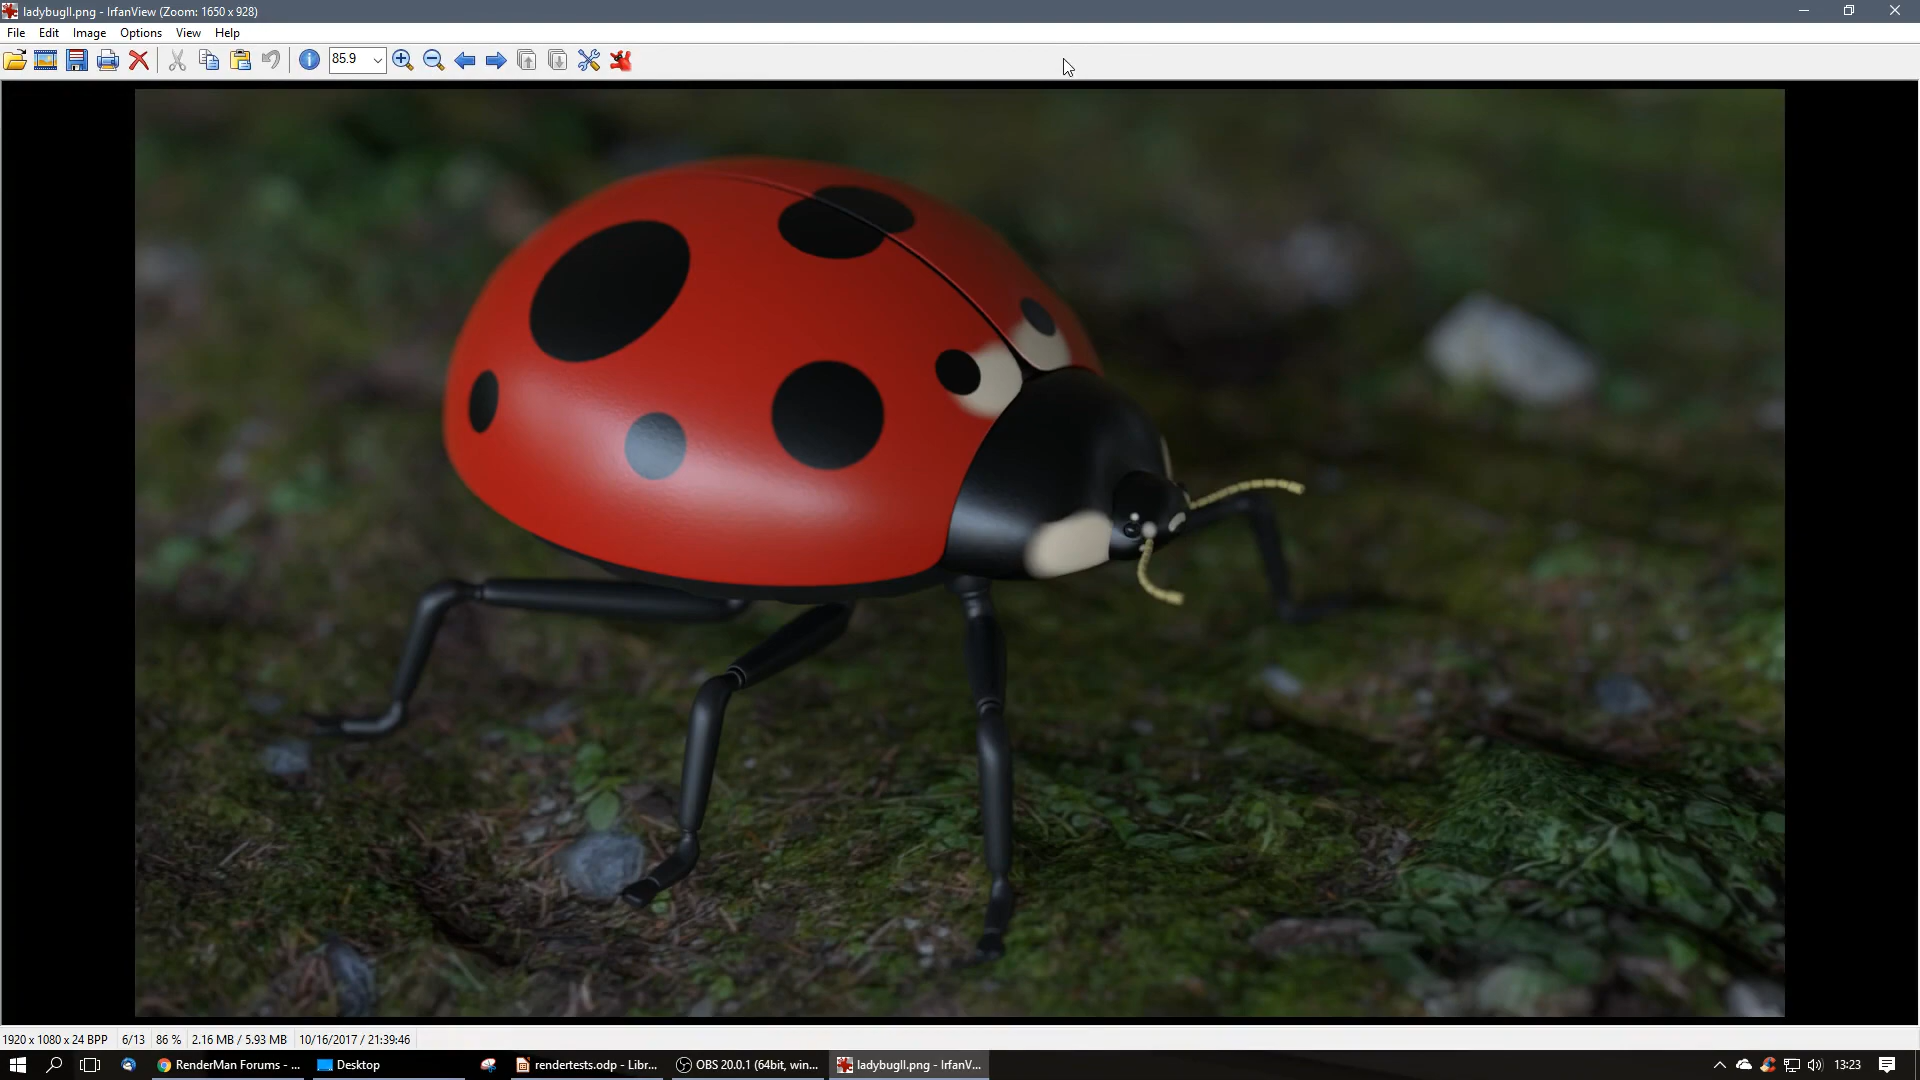 ladybugII.png - IrfanView (Zoom: 1650 x 928)
File Edit Image Options View Help
85.9
1920 x 1080 x 24 BPP 6/13 86 % 2.16 MB / 5.93 MB 10/16/2017 / 21:39:46
RenderMan Forums - ... Desktop rendertests.odp - Libr... OBS 20.0.1 (64bit, win... ladybugII.png - IrfanV... 13:23